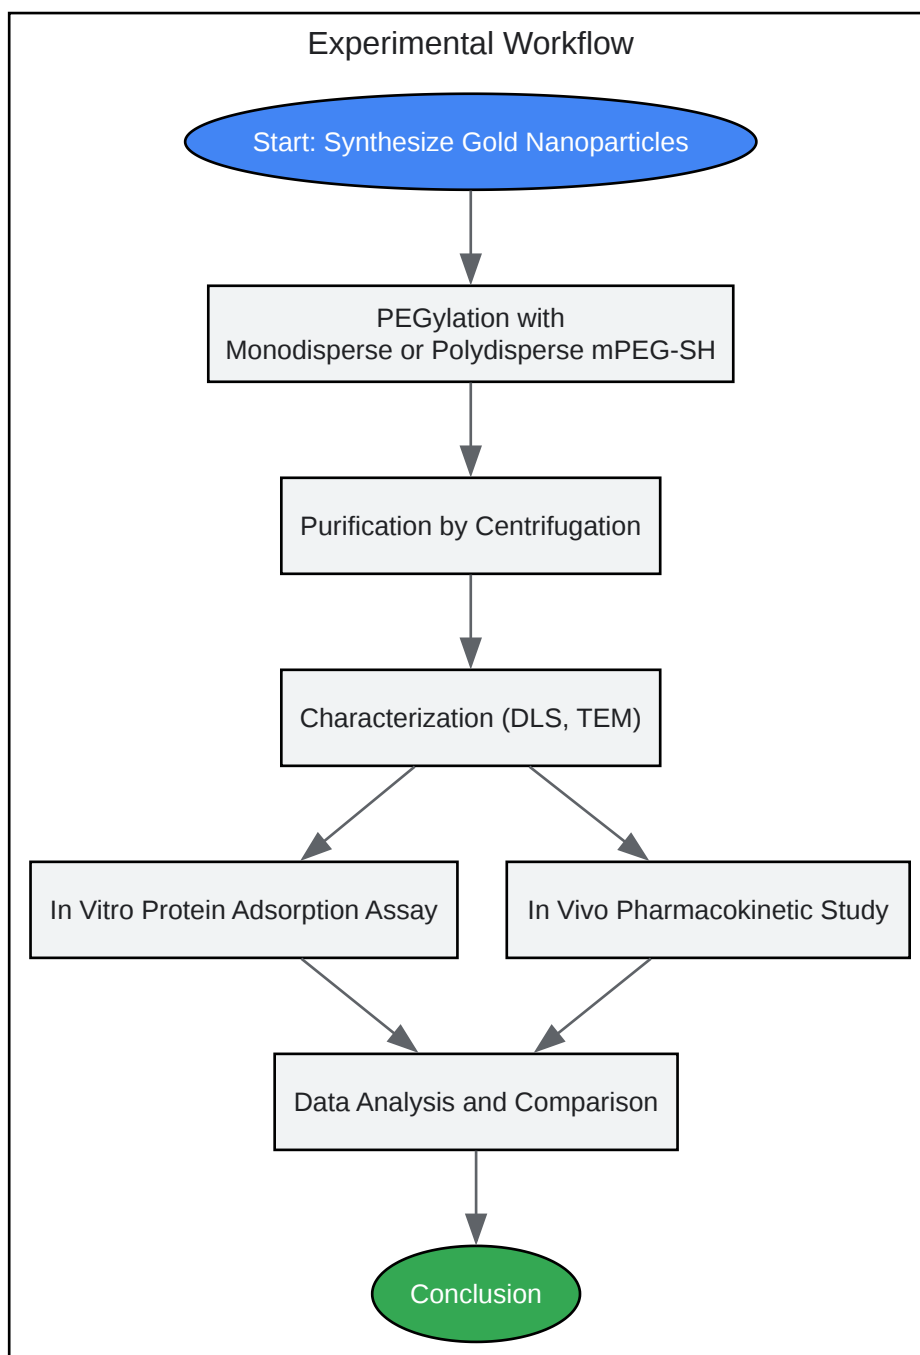 Experimental Workflow
Start: Synthesize Gold Nanoparticles
PEGylation with
Monodisperse or Polydisperse mPEG-SH
Purification by Centrifugation
Characterization (DLS, TEM)
In Vitro Protein Adsorption Assay
In Vivo Pharmacokinetic Study
Data Analysis and Comparison
Conclusion